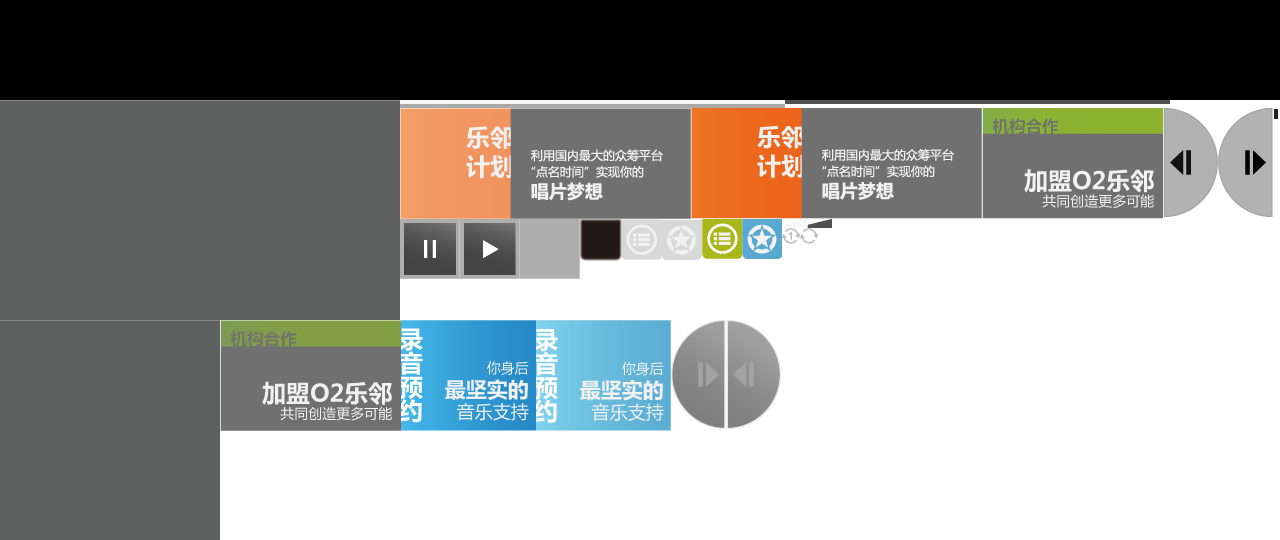 乐邻
计划
利用国内最大的众筹平台
“点名时间”实现你的
唱片梦想
乐邻
计划
利用国内最大的众筹平台
“点名时间”实现你的
唱片梦想
机构合作
加盟O2乐邻
共同创造更多可能
1
机构合作
加盟O2乐邻
共同创造更多可能
录音预约
你身后
最坚实的
音乐支持
录音预约
你身后
最坚实的
音乐支持